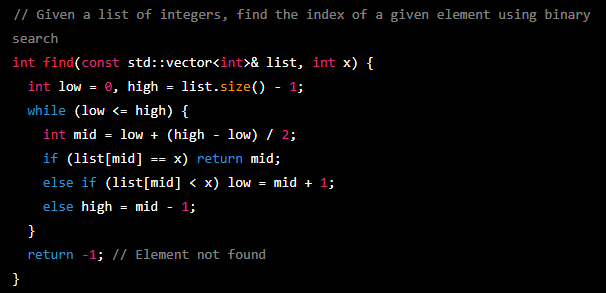 // Given a list of integers, find the index of a given element using binary
search
int find(const std::vector<int>& list, int x) {
  int low = 0, high = list.size() - 1;
  while (low <= high) {
    int mid = low + (high - low) / 2;
    if (list[mid] == x) return mid;
    else if (list[mid] < x) low = mid + 1;
    else high = mid - 1;
  }
  return -1; // Element not found
}